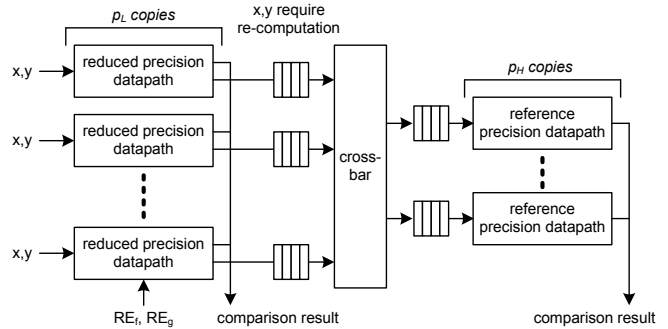 p_L copies
x,y require
re-computation
p_H copies
x,y
reduced precision
datapath
x,y
reduced precision
datapath
x,y
reduced precision
datapath
cross-
bar
reference
precision datapath
reference
precision datapath
RE_f, RE_g
comparison result
comparison result